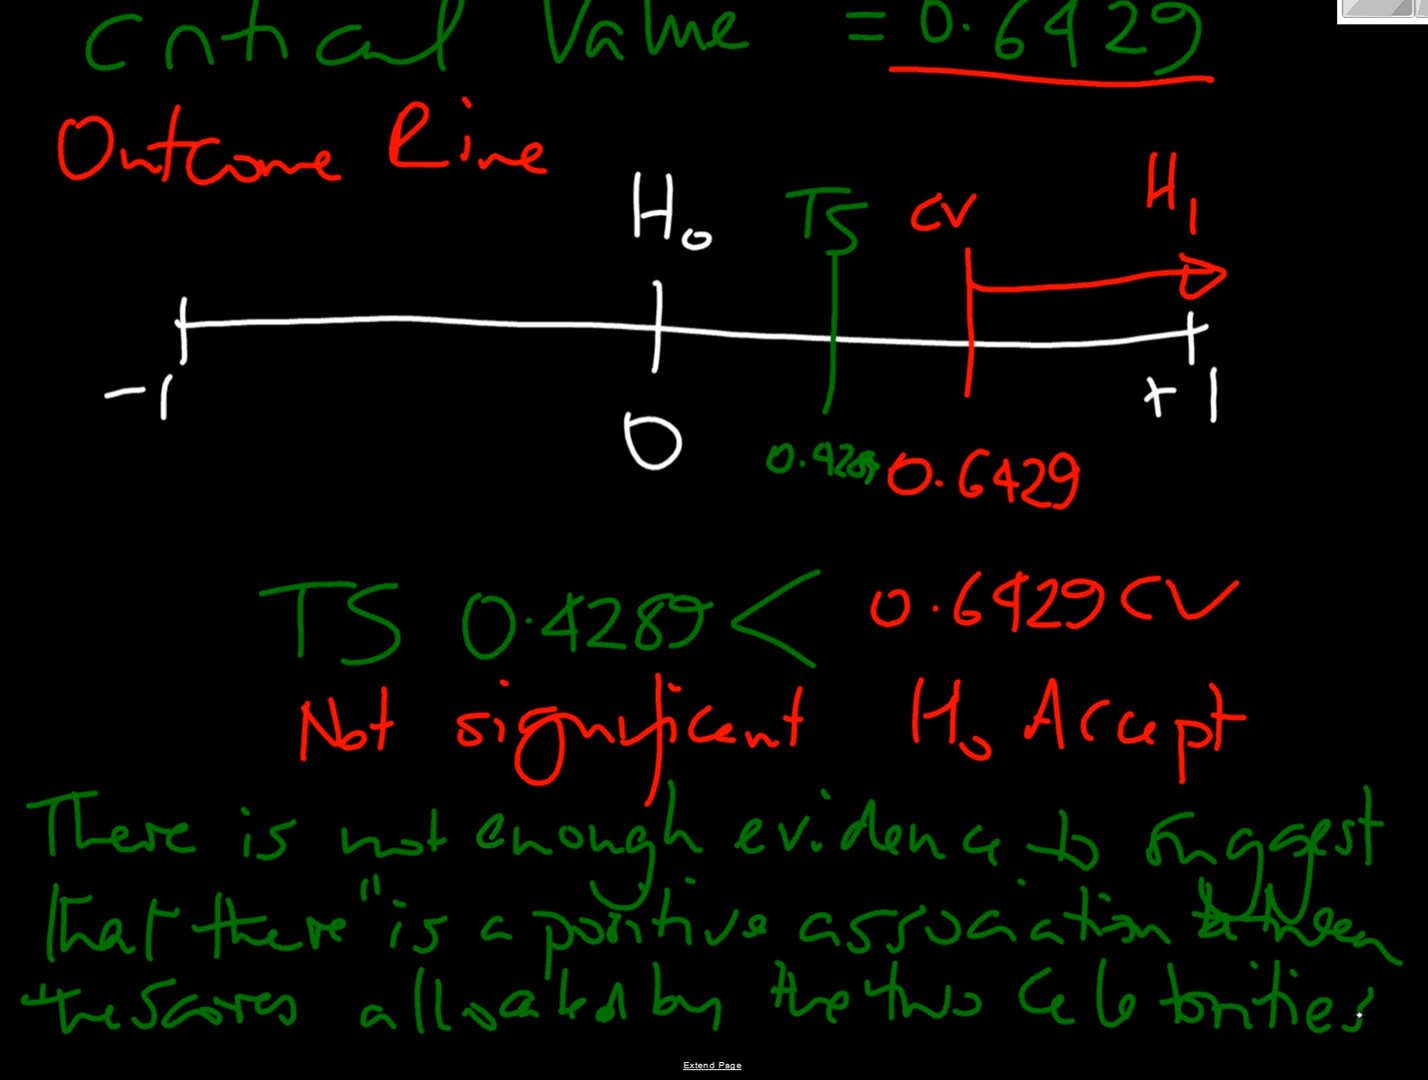 Critical Value = 0.6429
Outcome Line
H₀ TS CV H₁
-1 0 +1
0.4289 0.6429
TS 0.4289 < 0.6429 CV
Not significant H₀ Accept
There is not enough evidence to suggest
that there "is a positive association between
the scores allocated by the two celebrities
Extend Page